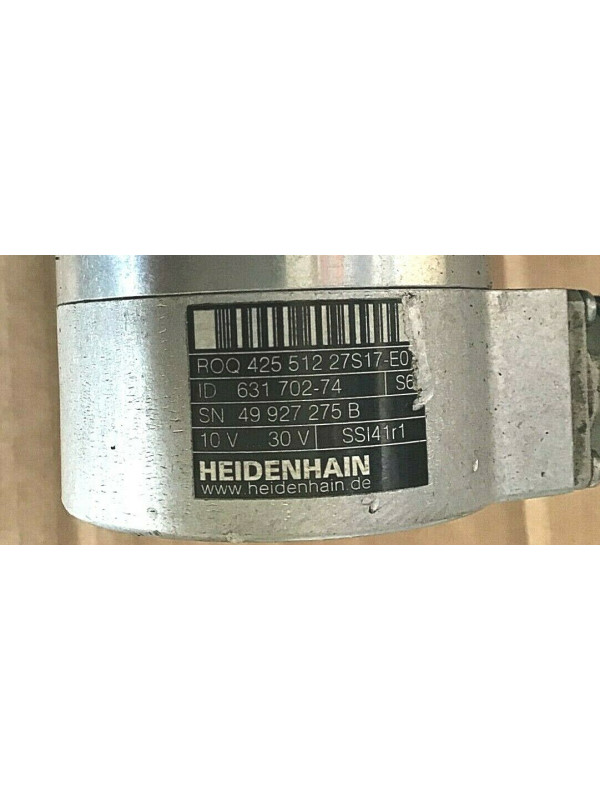 ROQ 425 512 27S17-E0
ID 631 702-74 S6
SN 49 927 275 B
10 V 30 V SSI41r1
HEIDENHAIN
www.heidenhain.de